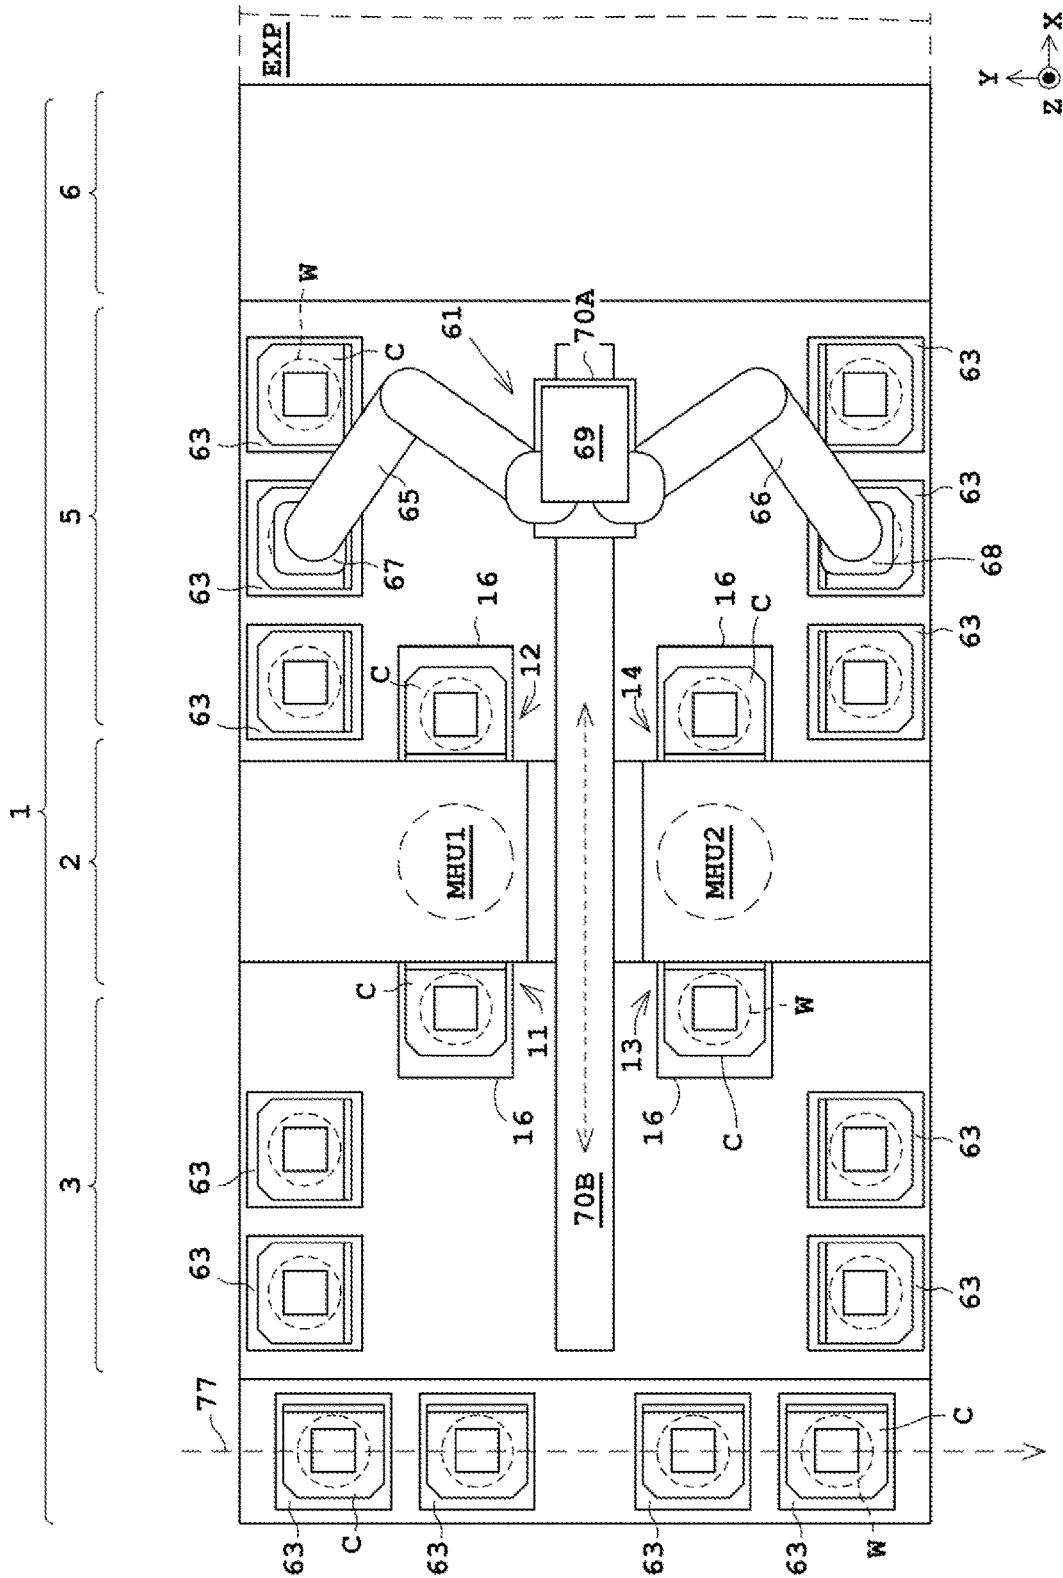 1
3 2 5 6
77 63 63 63 63 63
EXP
63 W
C C C 67 65 C
63 MHU1 61
16
16 11 12
70B 69 70A
63 16 13 14
MHU2 16
C C 66
63 W
W
C 63 63 63 68 63 63
Y
Z X